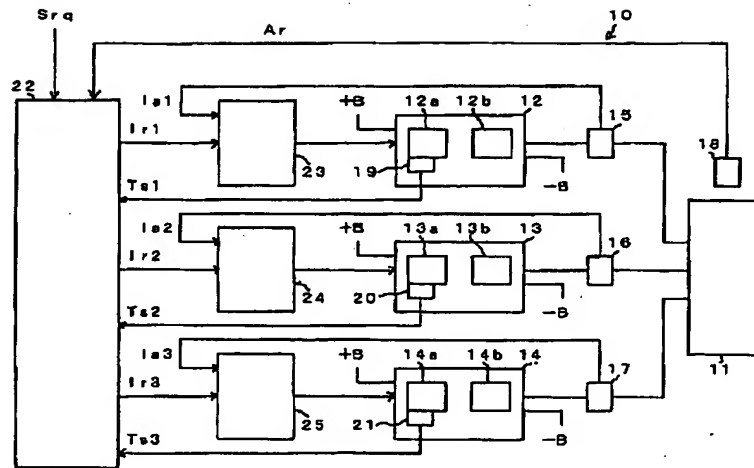 Srq
Ar
10
22
Is1
+B
12a
12b
12
15
18
Ir1
23
19
-B
Ts1
Is2
+B
13a
13b
13
16
Ir2
24
20
-B
Ts2
Is3
+B
14a
14b
14
17
11
Ir3
25
21
-B
Ts3